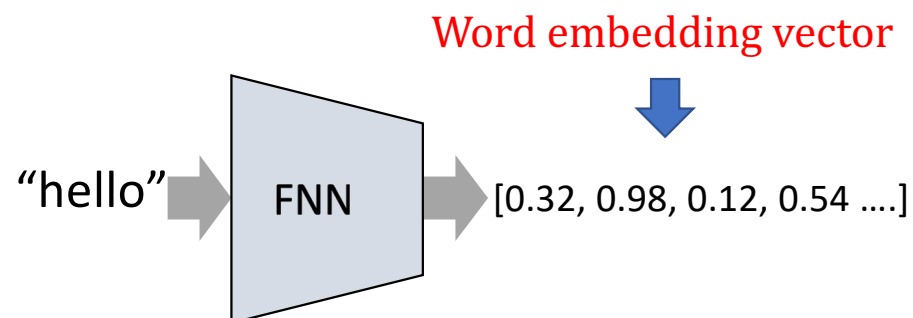 Word embedding vector
“hello”
FNN
[0.32, 0.98, 0.12, 0.54 ....]